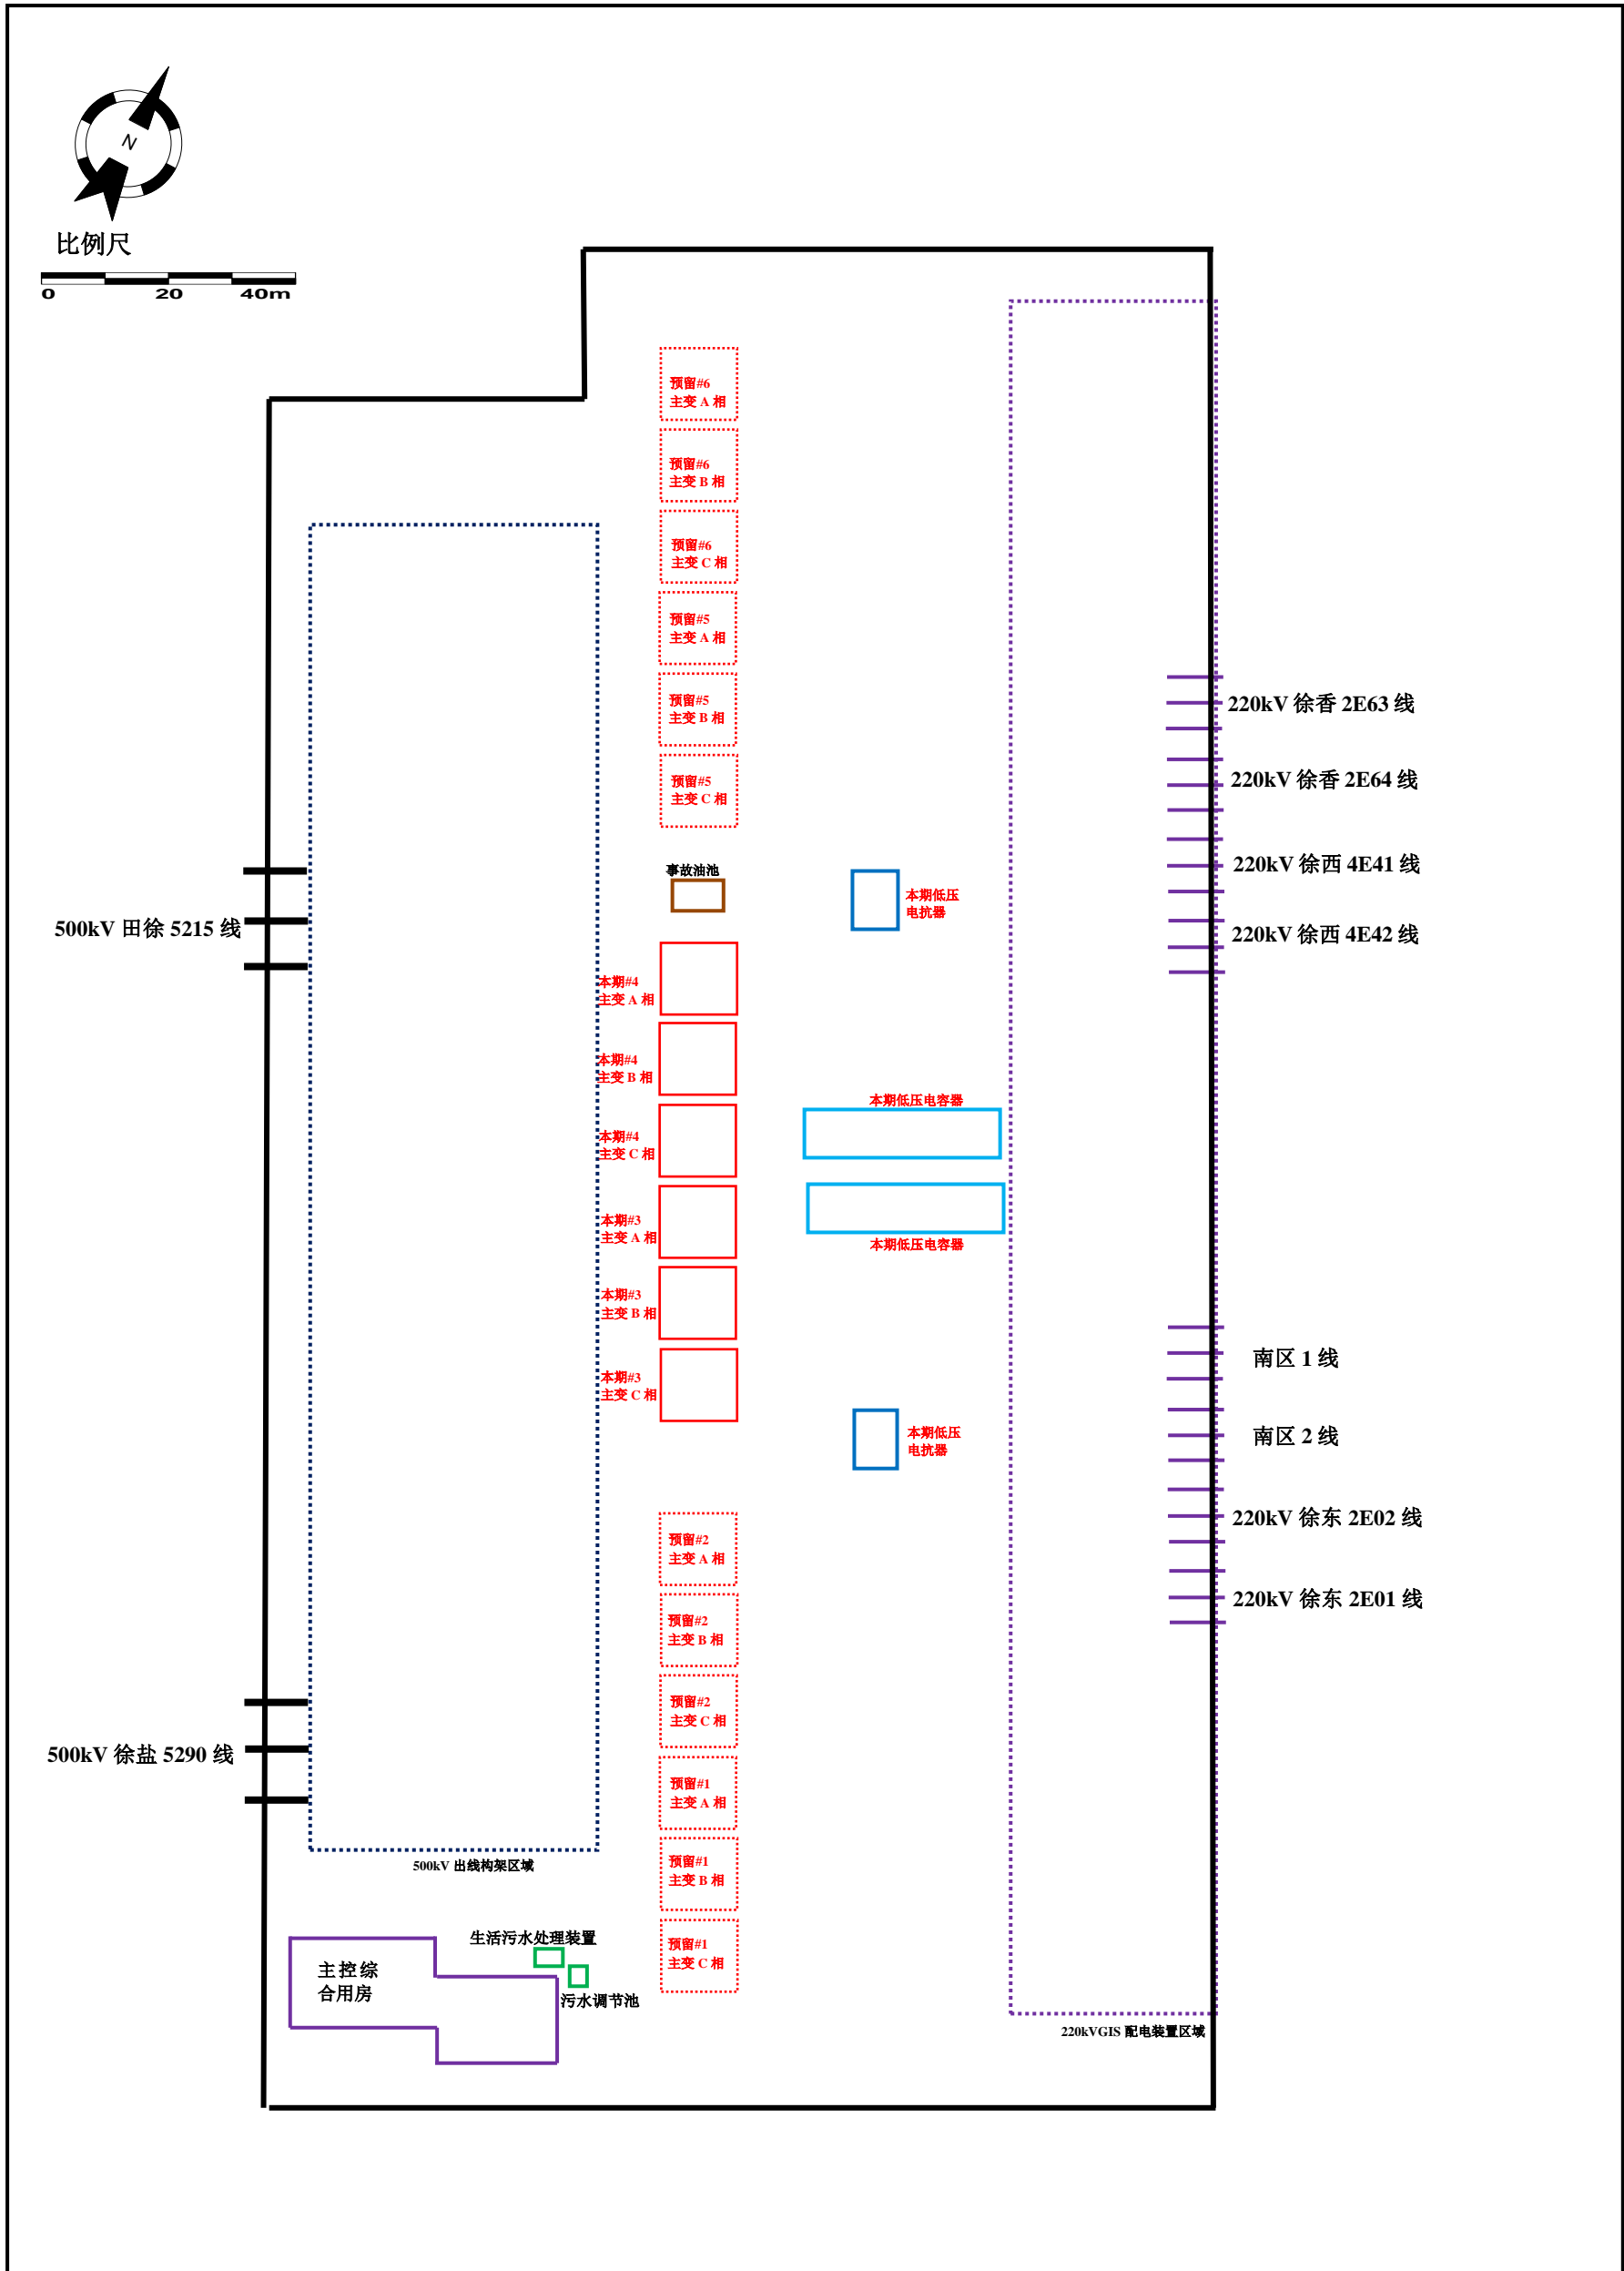 N
比例尺
0 20 40m
预留#6
主变 A 相
预留#6
主变 B 相
预留#6
主变 C 相
预留#5
主变 A 相
预留#5
主变 B 相
预留#5
主变 C 相
220kV 徐香 2E63 线
220kV 徐香 2E64 线
220kV 徐西 4E41 线
220kV 徐西 4E42 线
事故油池
本期低压
电抗器
500kV 田徐 5215 线
本期#4
主变 A 相
本期#4
主变 B 相
本期#4
主变 C 相
本期低压电容器
本期#3
主变 A 相
本期低压电容器
本期#3
主变 B 相
本期#3
主变 C 相
南区 1 线
南区 2 线
本期低压
电抗器
220kV 徐东 2E02 线
220kV 徐东 2E01 线
预留#2
主变 A 相
预留#2
主变 B 相
预留#2
主变 C 相
500kV 徐盐 5290 线
预留#1
主变 A 相
预留#1
主变 B 相
500kV 出线构架区域
预留#1
主变 C 相
生活污水处理装置
主控综
合用房
污水调节池
220kVGIS 配电装置区域